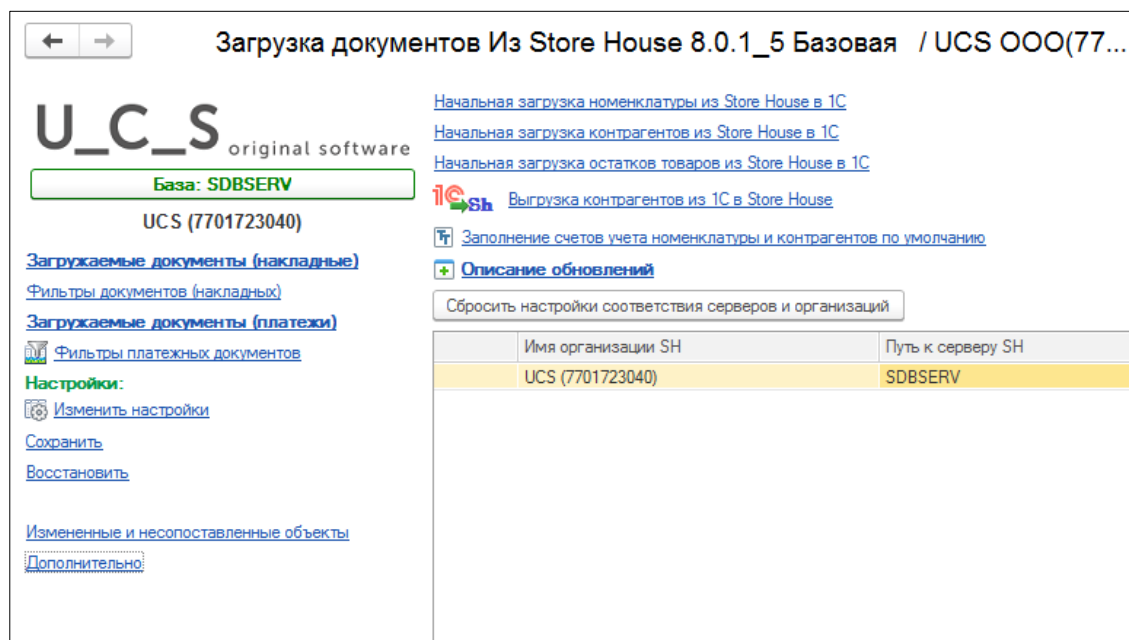 Загрузка документов Из Store House 8.0.1_5 Базовая / UCS ООО(77...
U_C_S original software
База: SDBSERV
UCS (7701723040)
Загружаемые документы (накладные)
Фильтры документов (накладных)
Загружаемые документы (платежи)
Фильтры платежных документов
Настройки:
Изменить настройки
Сохранить
Восстановить
Измененные и несопоставленные объекты
Дополнительно
Начальная загрузка номенклатуры из Store House в 1С
Начальная загрузка контрагентов из Store House в 1С
Начальная загрузка остатков товаров из Store House в 1С
1С Sh Выгрузка контрагентов из 1С в Store House
Тт Заполнение счетов учета номенклатуры и контрагентов по умолчанию
Описание обновлений
Сбросить настройки соответствия серверов и организаций
Имя организации SH Путь к серверу SH
UCS (7701723040) SDBSERV